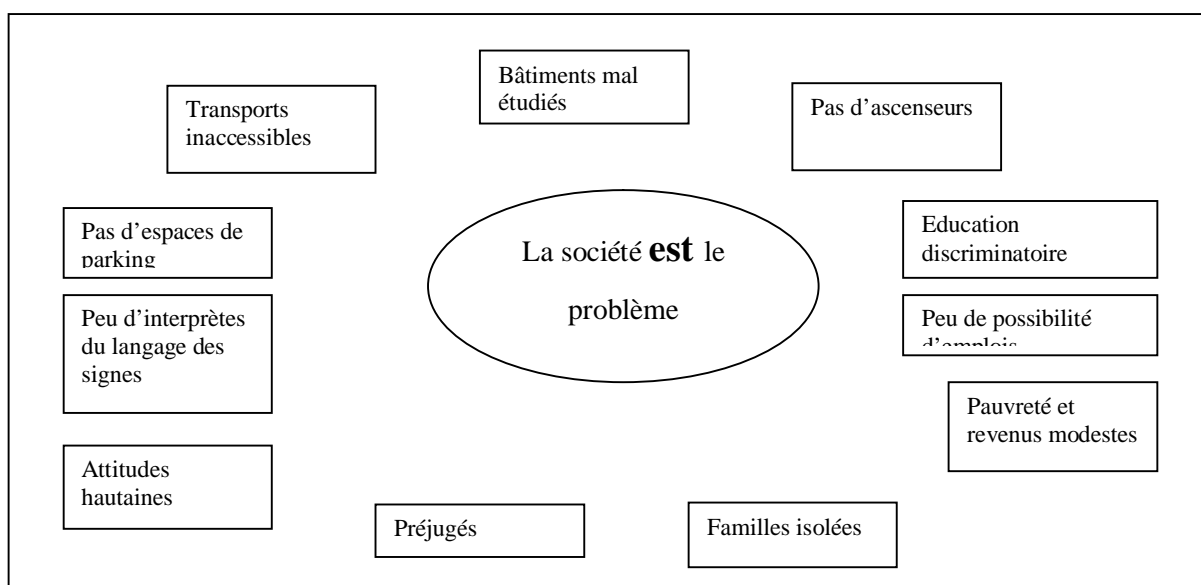 Bâtiments mal
étudiés
Transports
inaccessibles
Pas d’ascenseurs
Pas d’espaces de
parking
La société est le
problème
Education
discriminatoire
Peu d’interprètes
du langage des
signes
Peu de possibilité
d’emplois
Pauvreté et
revenus modestes
Attitudes
hautaines
Préjugés
Familles isolées